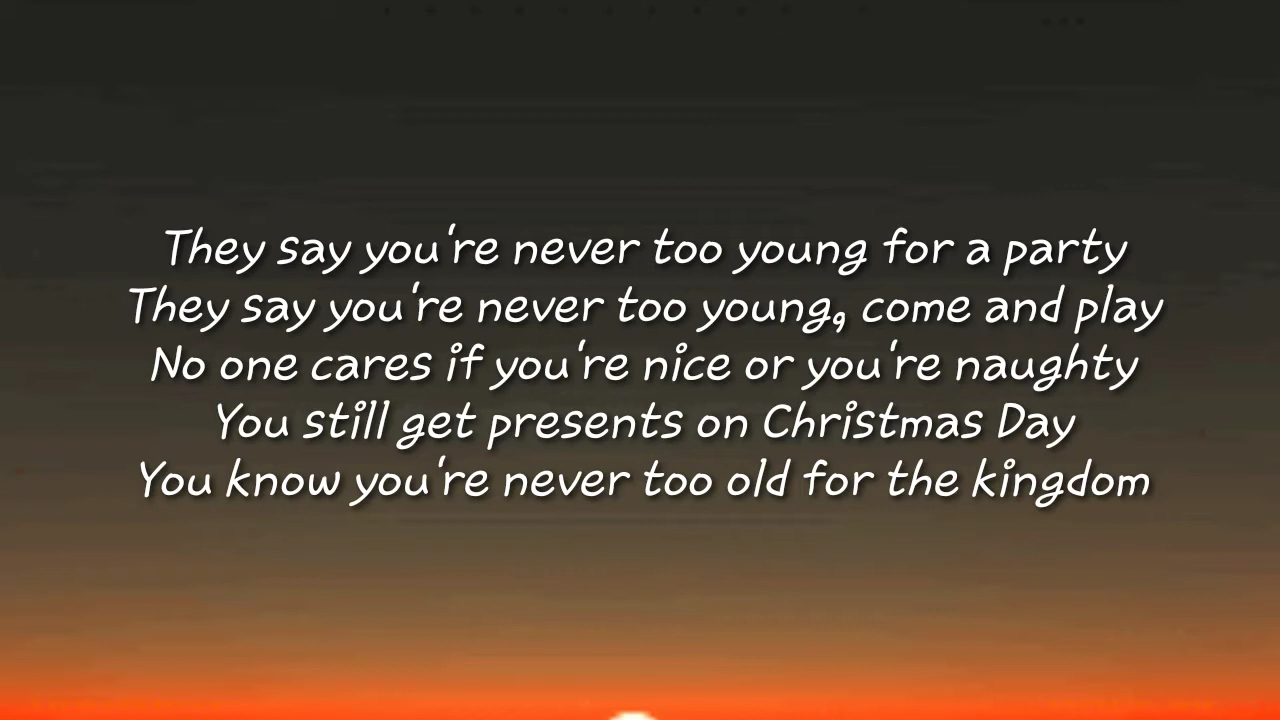 They say you're never too young for a party
They say you're never too young, come and play
No one cares if you're nice or you're naughty
You still get presents on Christmas Day
You know you're never too old for the kingdom